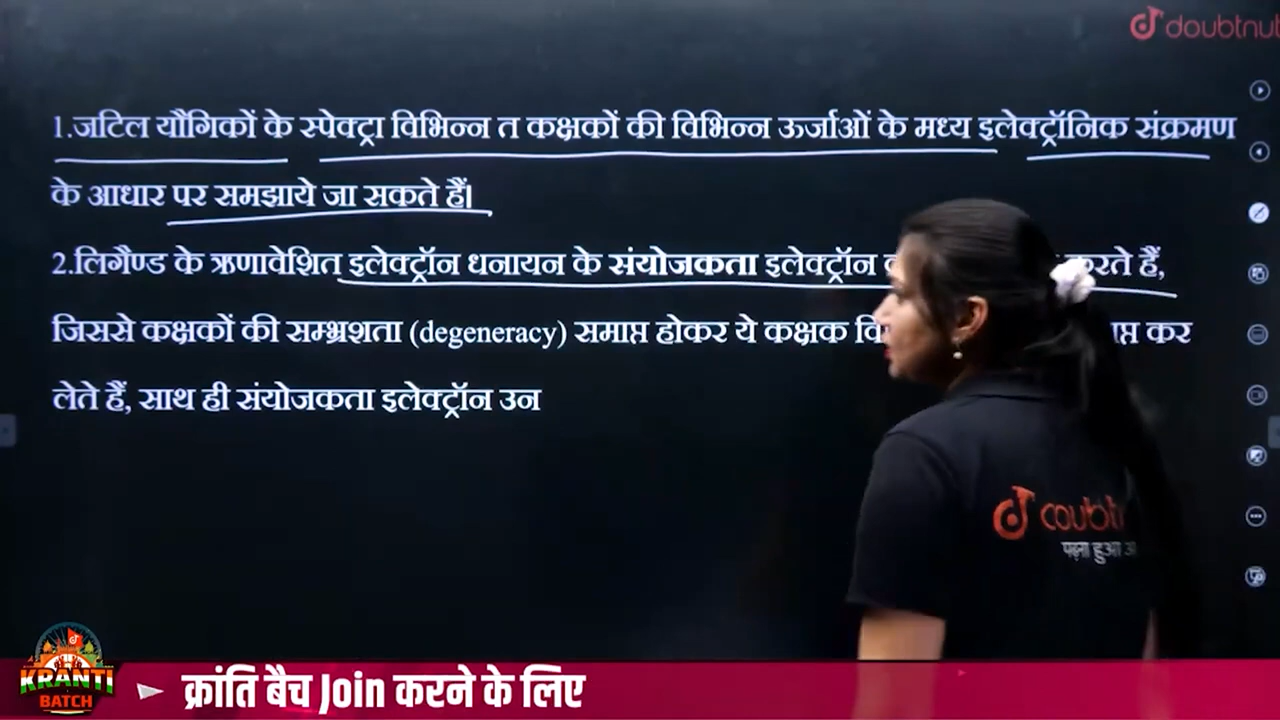 doubtnut
1.जटिल यौगिकों के स्पेक्ट्रा विभिन्न त कक्षकों की विभिन्न ऊर्जाओं के मध्य इलेक्ट्रॉनिक संक्रमण
के आधार पर समझाये जा सकते हैं।
2.लिगैण्ड के ऋणावेशित इलेक्ट्रॉन धनायन के संयोजकता इलेक्ट्रॉन करते हैं,
जिससे कक्षकों की सम्भ्रशता (degeneracy) समाप्त होकर ये कक्षक कर
लेते हैं, साथ ही संयोजकता इलेक्ट्रॉन उन
पढ़ना हुआ
KRANTI
BATCH
क्रांति बैच Join करने के लिए